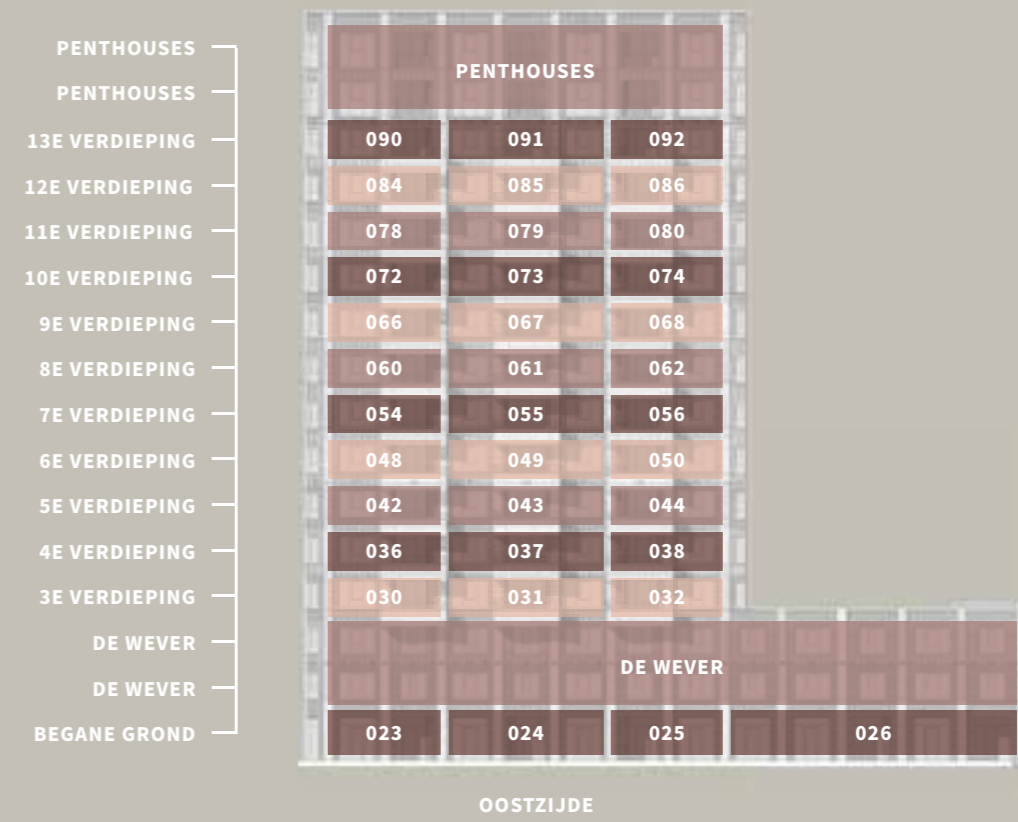 PENTHOUSES
PENTHOUSES
PENTHOUSES
13E VERDIEPING 090 091 092
12E VERDIEPING 084 085 086
11E VERDIEPING 078 079 080
10E VERDIEPING 072 073 074
9E VERDIEPING 066 067 068
8E VERDIEPING 060 061 062
7E VERDIEPING 054 055 056
6E VERDIEPING 048 049 050
5E VERDIEPING 042 043 044
4E VERDIEPING 036 037 038
3E VERDIEPING 030 031 032
DE WEVER
DE WEVER
DE WEVER
BEGANE GROND 023 024 025 026
OOSTZIJDE